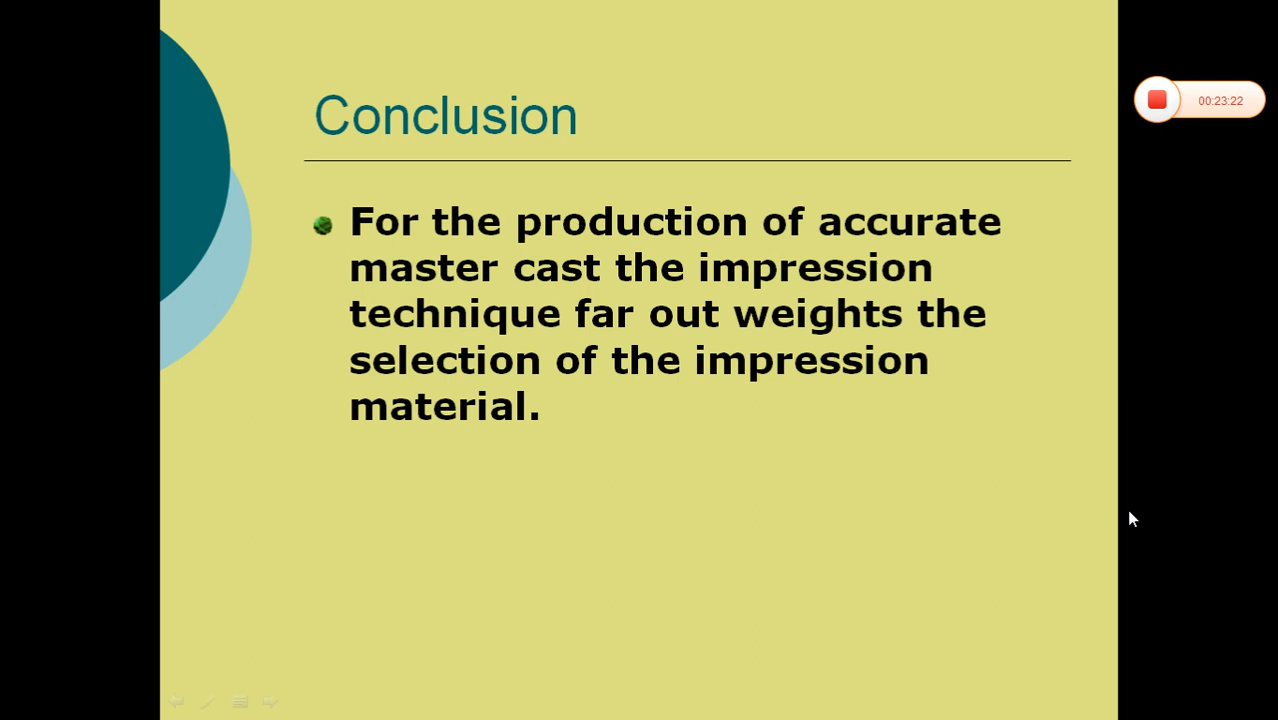 Conclusion
For the production of accurate
master cast the impression
technique far out weights the
selection of the impression
material.
00:23:22